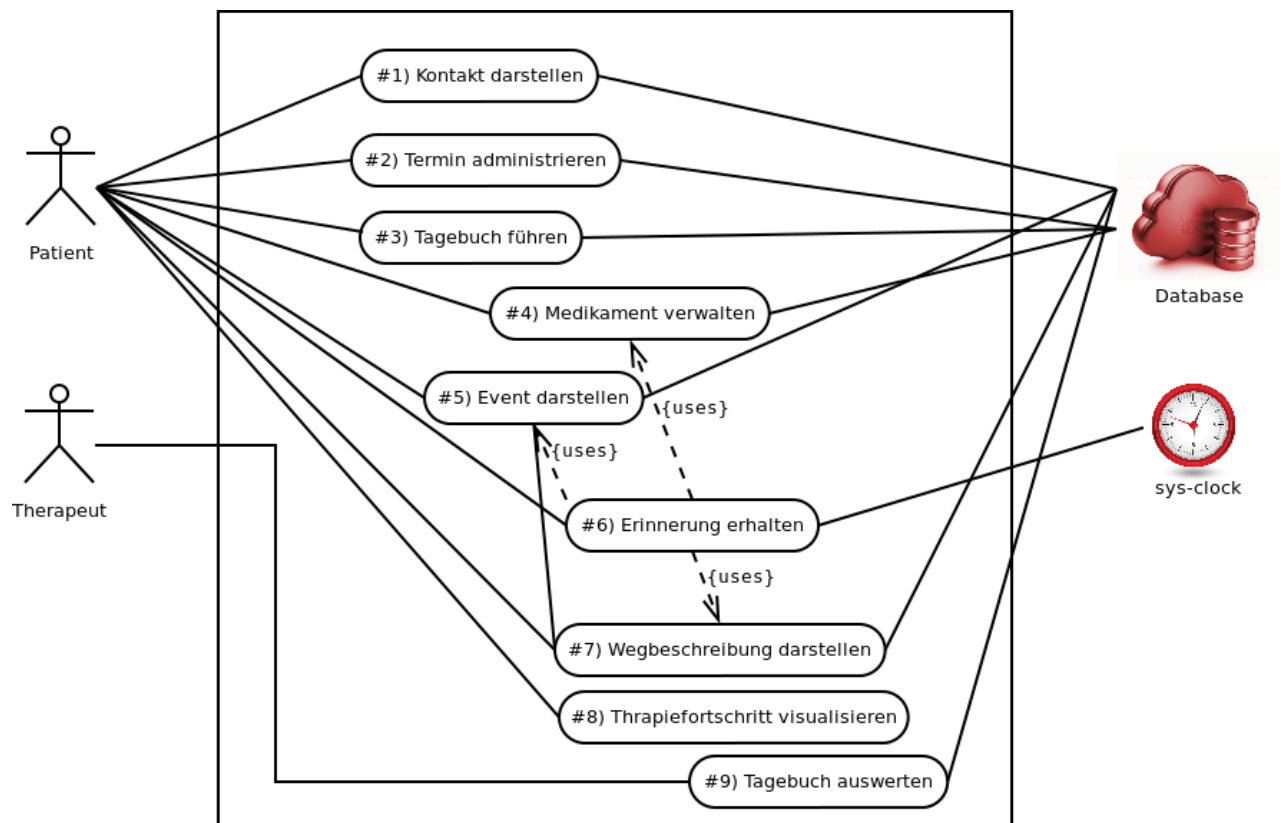 #1) Kontakt darstellen
#2) Termin administrieren
#3) Tagebuch führen
Patient
Database
#4) Medikament verwalten
#5) Event darstellen
{uses}
{uses}
sys-clock
Therapeut
#6) Erinnerung erhalten
{uses}
#7) Wegbeschreibung darstellen
#8) Thrapiefortschritt visualisieren
#9) Tagebuch auswerten